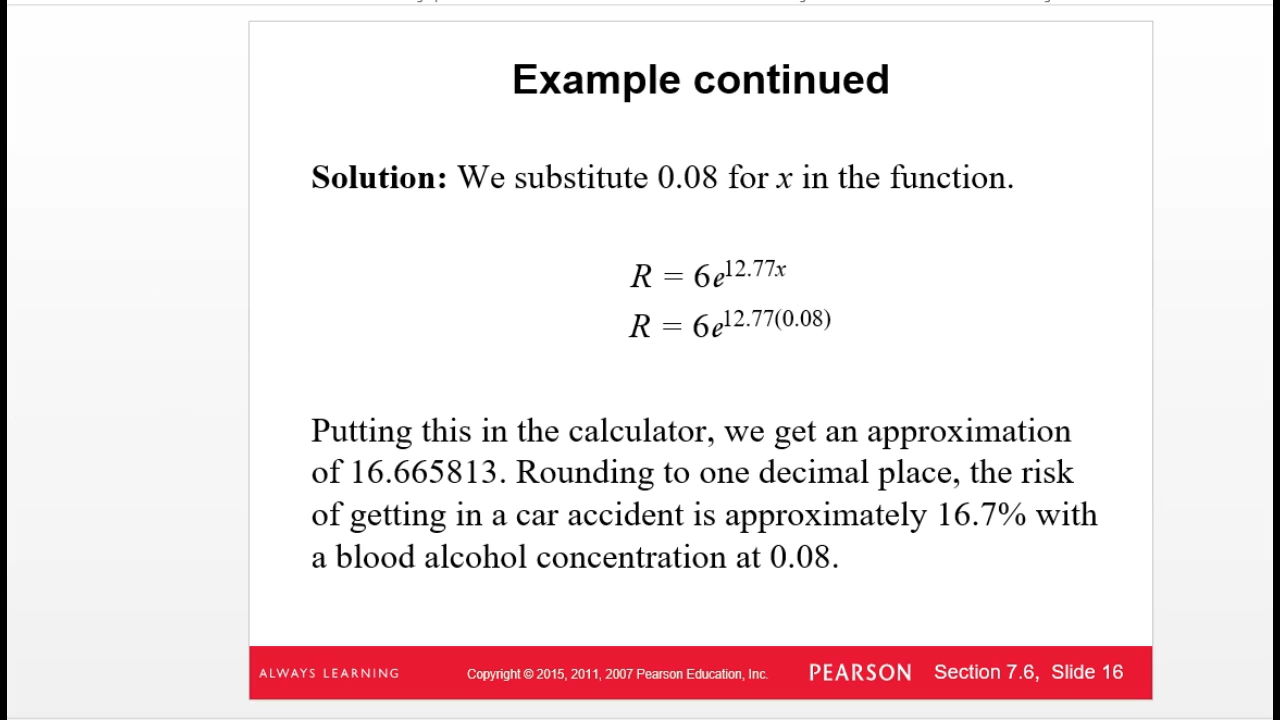 Example continued
Solution: We substitute 0.08 for x in the function.
R = 6e^12.77x
R = 6e^12.77(0.08)
Putting this in the calculator, we get an approximation
of 16.665813. Rounding to one decimal place, the risk
of getting in a car accident is approximately 16.7% with
a blood alcohol concentration at 0.08.
ALWAYS LEARNING Copyright © 2015, 2011, 2007 Pearson Education, Inc. PEARSON Section 7.6, Slide 16